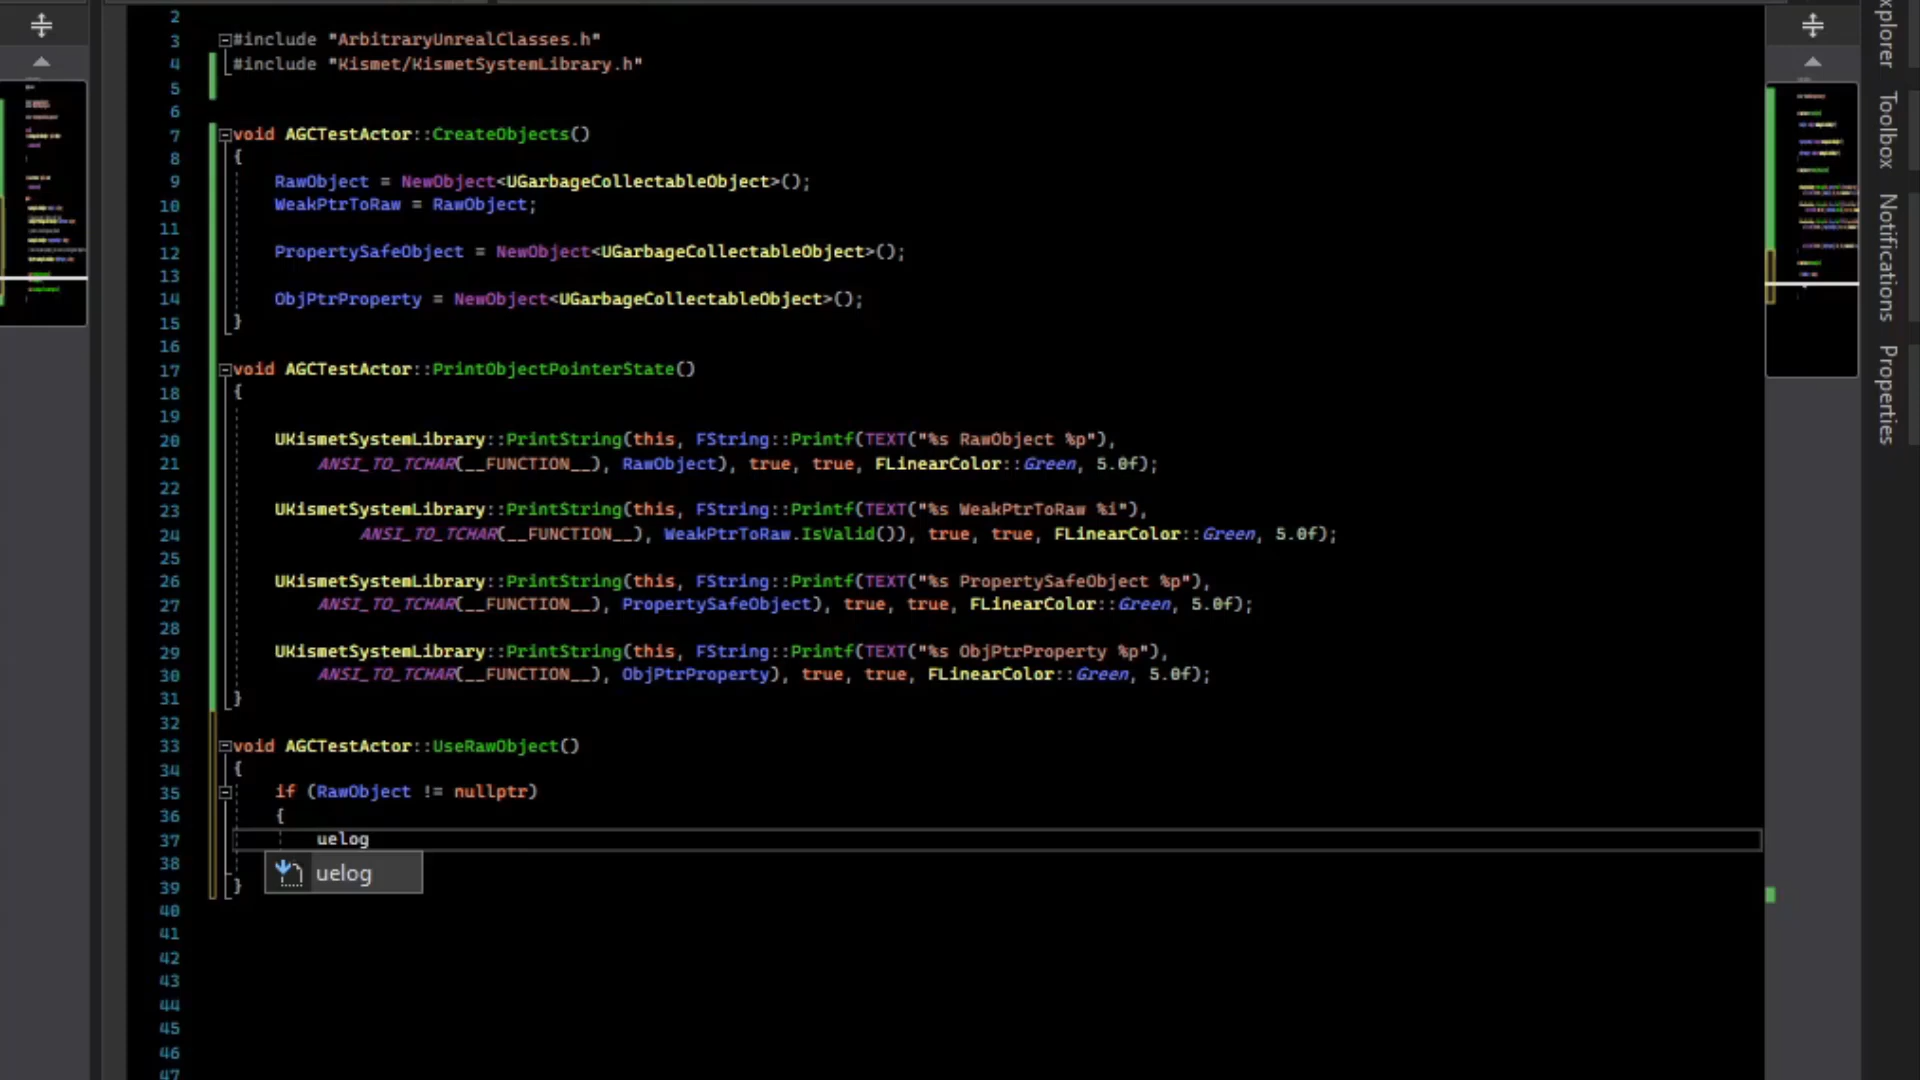 2
3 #include "ArbitraryUnrealClasses.h"
4 #include "Kismet/KismetSystemLibrary.h"
5
6
7 void AGCTestActor::CreateObjects()
8 {
9 RawObject = NewObject<UGarbageCollectableObject>();
10 WeakPtrToRaw = RawObject;
11
12 PropertySafeObject = NewObject<UGarbageCollectableObject>();
13
14 ObjPtrProperty = NewObject<UGarbageCollectableObject>();
15 }
16
17 void AGCTestActor::PrintObjectPointerState()
18 {
19
20 UKismetSystemLibrary::PrintString(this, FString::Printf(TEXT("%s RawObject %p"),
21 ANSI_TO_TCHAR(__FUNCTION__), RawObject), true, true, FLinearColor::Green, 5.0f);
22
23 UKismetSystemLibrary::PrintString(this, FString::Printf(TEXT("%s WeakPtrToRaw %i"),
24 ANSI_TO_TCHAR(__FUNCTION__), WeakPtrToRaw.IsValid()), true, true, FLinearColor::Green, 5.0f);
25
26 UKismetSystemLibrary::PrintString(this, FString::Printf(TEXT("%s PropertySafeObject %p"),
27 ANSI_TO_TCHAR(__FUNCTION__), PropertySafeObject), true, true, FLinearColor::Green, 5.0f);
28
29 UKismetSystemLibrary::PrintString(this, FString::Printf(TEXT("%s ObjPtrProperty %p"),
30 ANSI_TO_TCHAR(__FUNCTION__), ObjPtrProperty), true, true, FLinearColor::Green, 5.0f);
31 }
32
33 void AGCTestActor::UseRawObject()
34 {
35 if (RawObject != nullptr)
36 {
37 uelog
38 uelog
39 }
40
41
42
43
44
45
46
47
Toolbox
Notifications
Properties